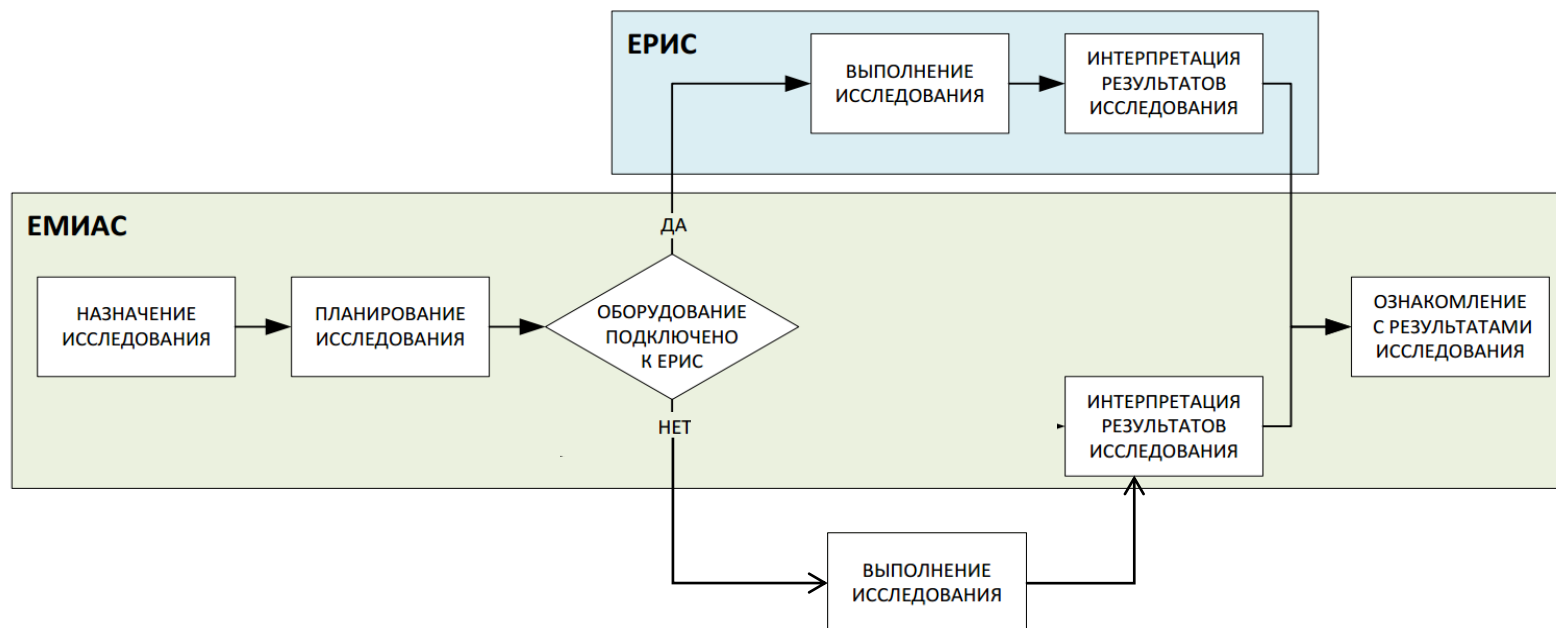 ЕРИС
ВЫПОЛНЕНИЕ
ИССЛЕДОВАНИЯ
ИНТЕРПРЕТАЦИЯ
РЕЗУЛЬТАТОВ
ИССЛЕДОВАНИЯ
ЕМИАС
ДА
НАЗНАЧЕНИЕ
ИССЛЕДОВАНИЯ
ПЛАНИРОВАНИЕ
ИССЛЕДОВАНИЯ
ОБОРУДОВАНИЕ
ПОДКЛЮЧЕНО
К ЕРИС
ОЗНАКОМЛЕНИЕ
С РЕЗУЛЬТАТАМИ
ИССЛЕДОВАНИЯ
НЕТ
ИНТЕРПРЕТАЦИЯ
РЕЗУЛЬТАТОВ
ИССЛЕДОВАНИЯ
ВЫПОЛНЕНИЕ
ИССЛЕДОВАНИЯ